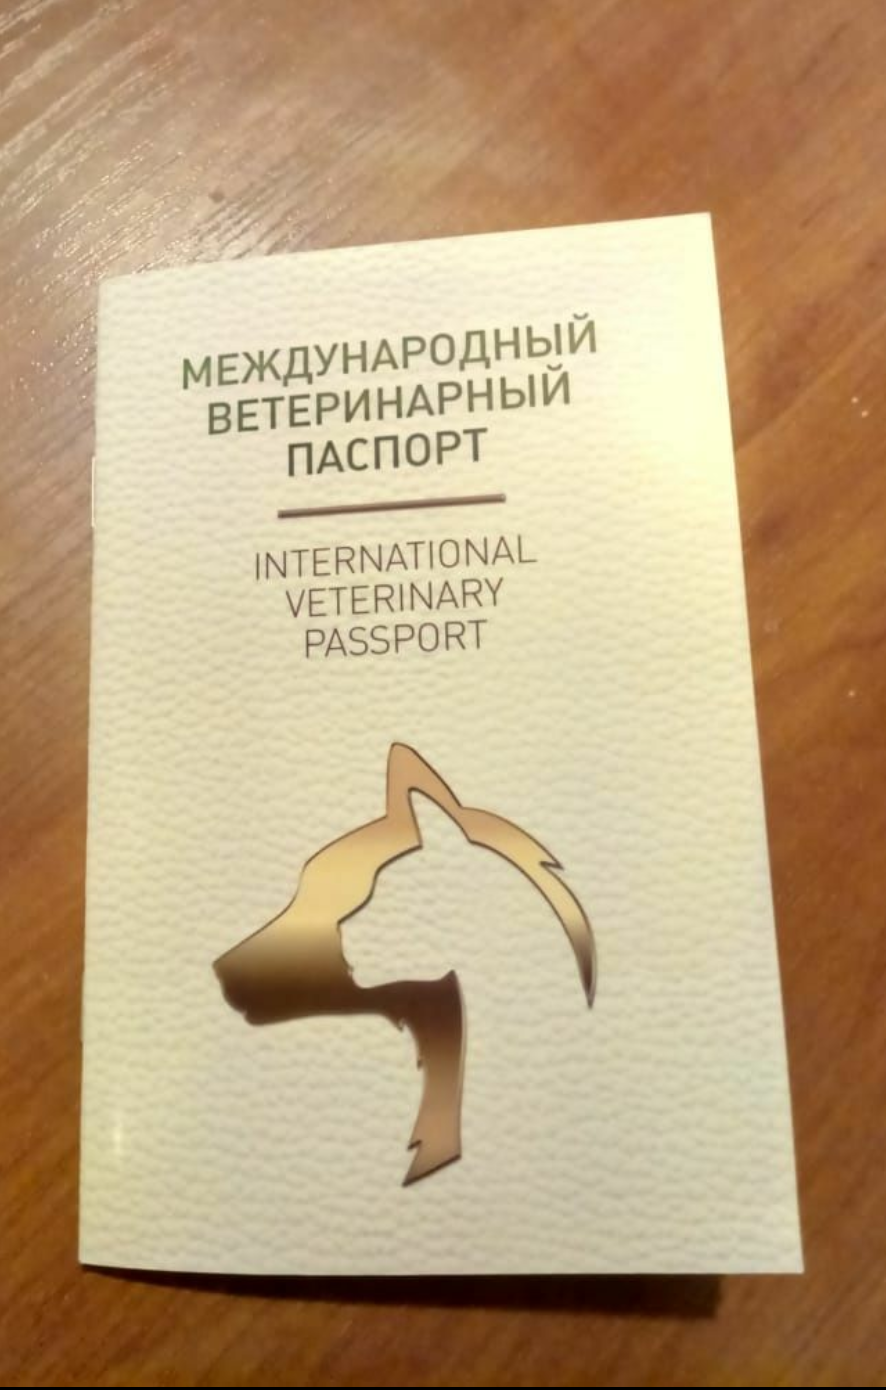 МЕЖДУНАРОДНЫЙ
ВЕТЕРИНАРНЫЙ
ПАСПОРТ
INTERNATIONAL
VETERINARY
PASSPORT